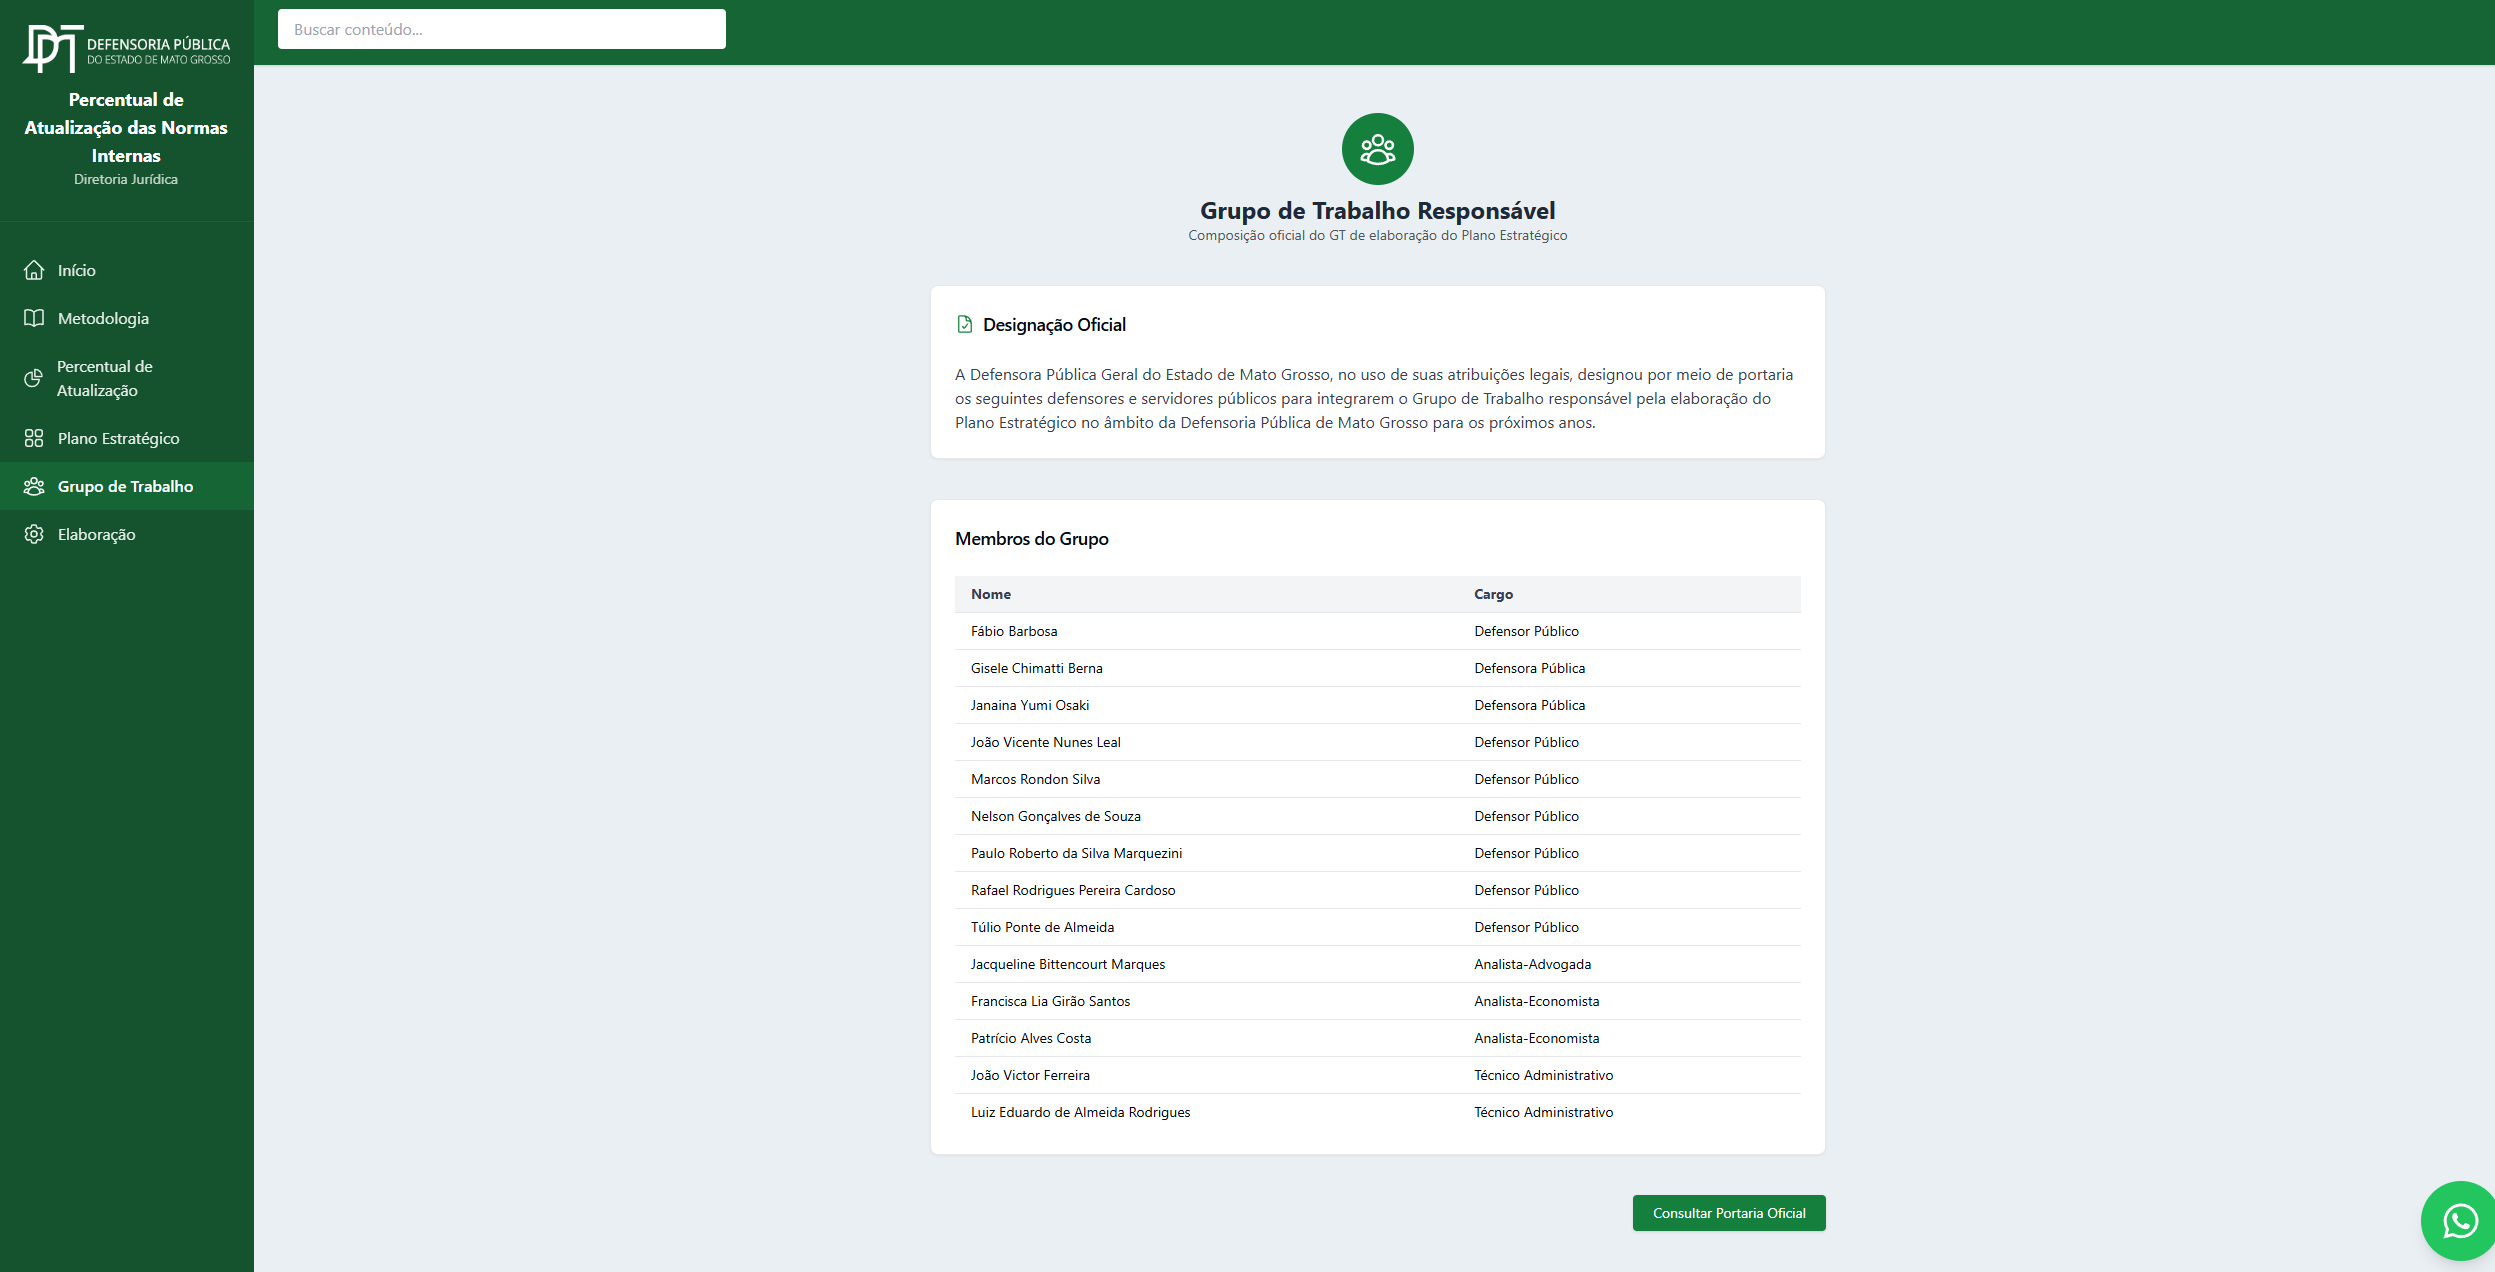 DEFENSORIA PÚBLICA
DO ESTADO DE MATO GROSSO
Percentual de
Atualização das Normas
Internas
Diretoria Jurídica
Início
Metodologia
Percentual de
Atualização
Plano Estratégico
Grupo de Trabalho
Elaboração
Buscar conteúdo...
Grupo de Trabalho Responsável
Composição oficial do GT de elaboração do Plano Estratégico
Designação Oficial
A Defensora Pública Geral do Estado de Mato Grosso, no uso de suas atribuições legais, designou por meio de portaria
os seguintes defensores e servidores públicos para integrarem o Grupo de Trabalho responsável pela elaboração do
Plano Estratégico no âmbito da Defensoria Pública de Mato Grosso para os próximos anos.
Membros do Grupo
Nome Cargo
Fábio Barbosa Defensor Público
Gisele Chimatti Berna Defensora Pública
Janaina Yumi Osaki Defensora Pública
João Vicente Nunes Leal Defensor Público
Marcos Rondon Silva Defensor Público
Nelson Gonçalves de Souza Defensor Público
Paulo Roberto da Silva Marquezini Defensor Público
Rafael Rodrigues Pereira Cardoso Defensor Público
Túlio Ponte de Almeida Defensor Público
Jacqueline Bittencourt Marques Analista-Advogada
Francisca Lia Girão Santos Analista-Economista
Patrício Alves Costa Analista-Economista
João Victor Ferreira Técnico Administrativo
Luiz Eduardo de Almeida Rodrigues Técnico Administrativo
Consultar Portaria Oficial